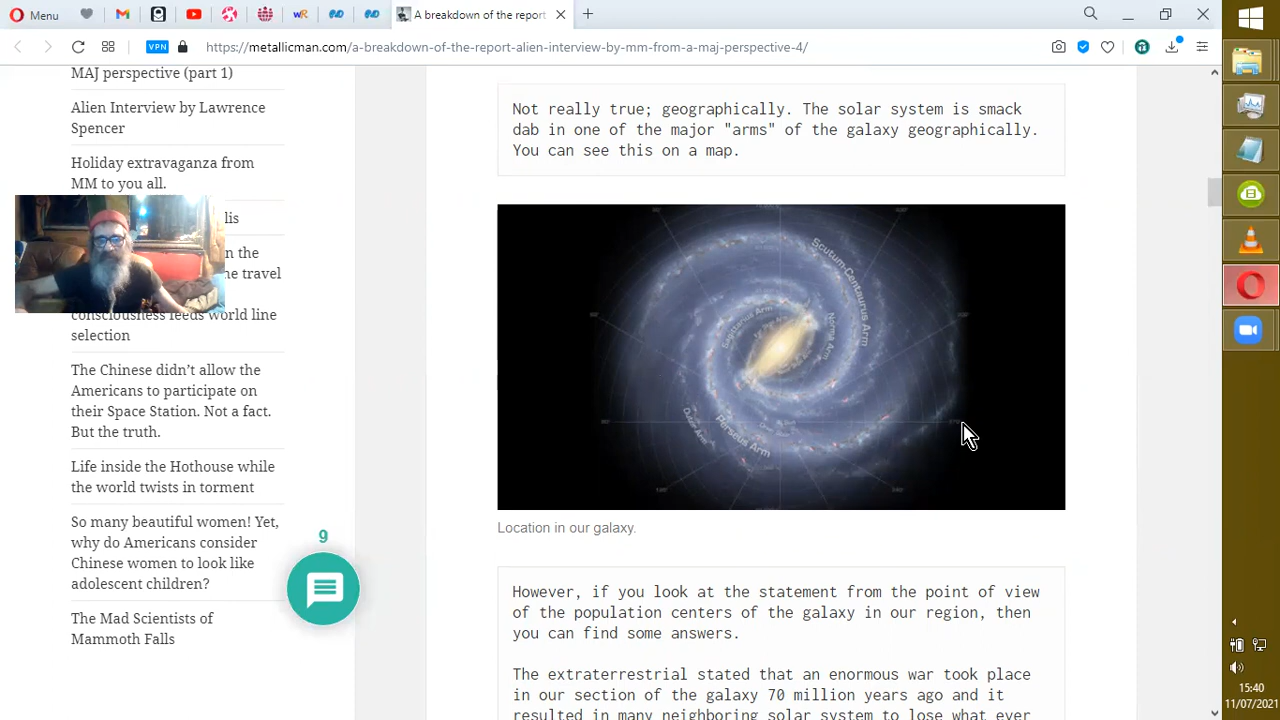 Menu
A breakdown of the report
VPN
https://metallicman.com/a-breakdown-of-the-report-alien-interview-by-mm-from-a-maj-perspective-4/
MAJ perspective (part 1)
Alien Interview by Lawrence
Spencer
Holiday extravaganza from
MM to you all.
lis
n the
ne travel
consciousness feeds world line
selection
The Chinese didn’t allow the
Americans to participate on
their Space Station. Not a fact.
But the truth.
Life inside the Hothouse while
the world twists in torment
So many beautiful women! Yet,
why do Americans consider
Chinese women to look like
adolescent children?
The Mad Scientists of
Mammoth Falls
9
Not really true; geographically. The solar system is smack
dab in one of the major "arms" of the galaxy geographically.
You can see this on a map.
Scutum-Centaurus Arm
Sagittarius Arm
Norma Arm
Outer Arm
Perseus Arm
Location in our galaxy.
However, if you look at the statement from the point of view
of the population centers of the galaxy in our region, then
you can find some answers.
The extraterrestrial stated that an enormous war took place
in our section of the galaxy 70 million years ago and it
resulted in many neighboring solar system to lose what ever
15:40
11/07/2021